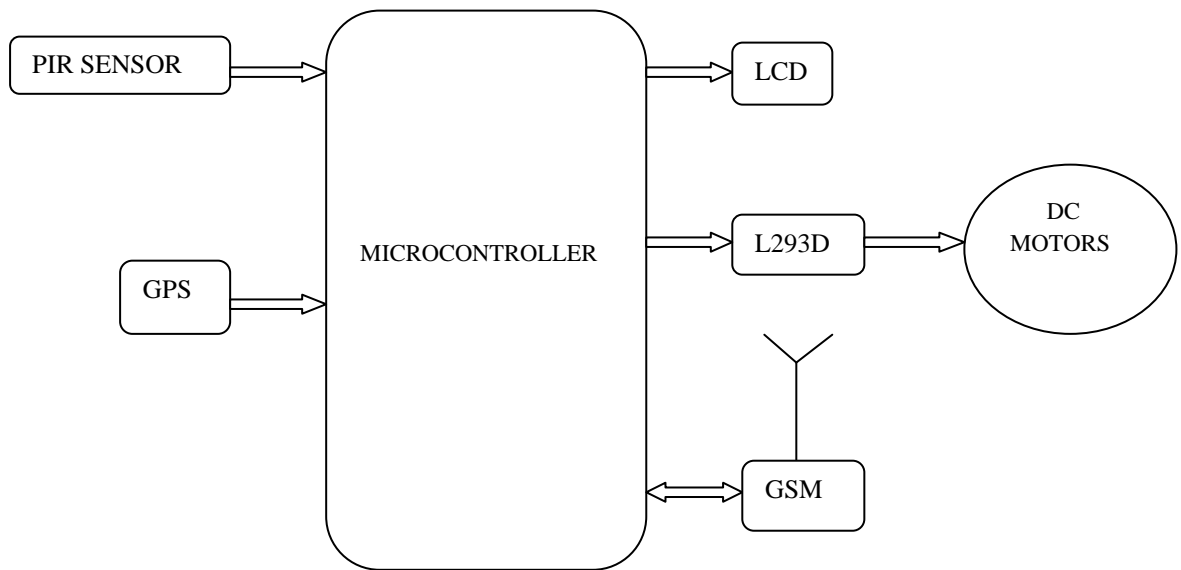 PIR SENSOR
LCD
DC
MOTORS
MICROCONTROLLER
L293D
GPS
GSM